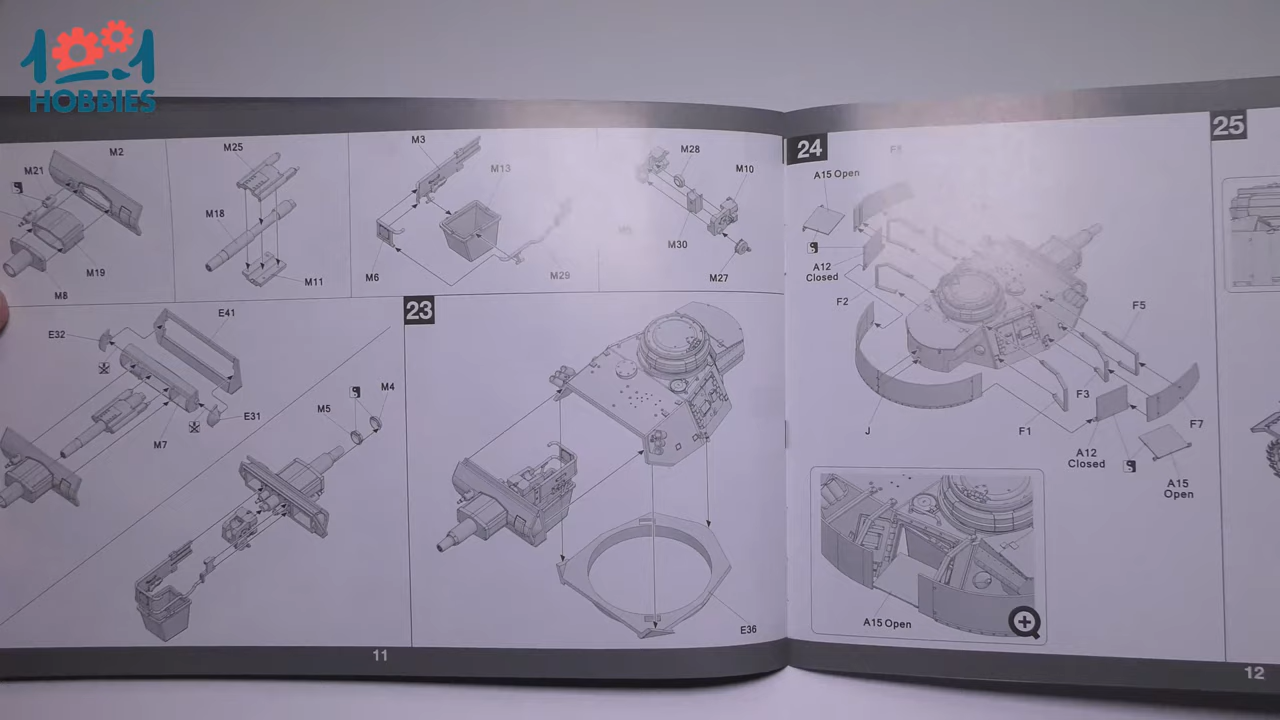 1001
HOBBIES
M2
M21
M19
M8
M25
M18
M11
M3
M13
M6
M29
M28
M10
M30
M27
E41
E32
E31
M7
M4
M5
23
E36
11
24
A15 Open
A12
Closed
F2
J
F5
F3
F1
F7
A12
Closed
A15
Open
A15 Open
25
12